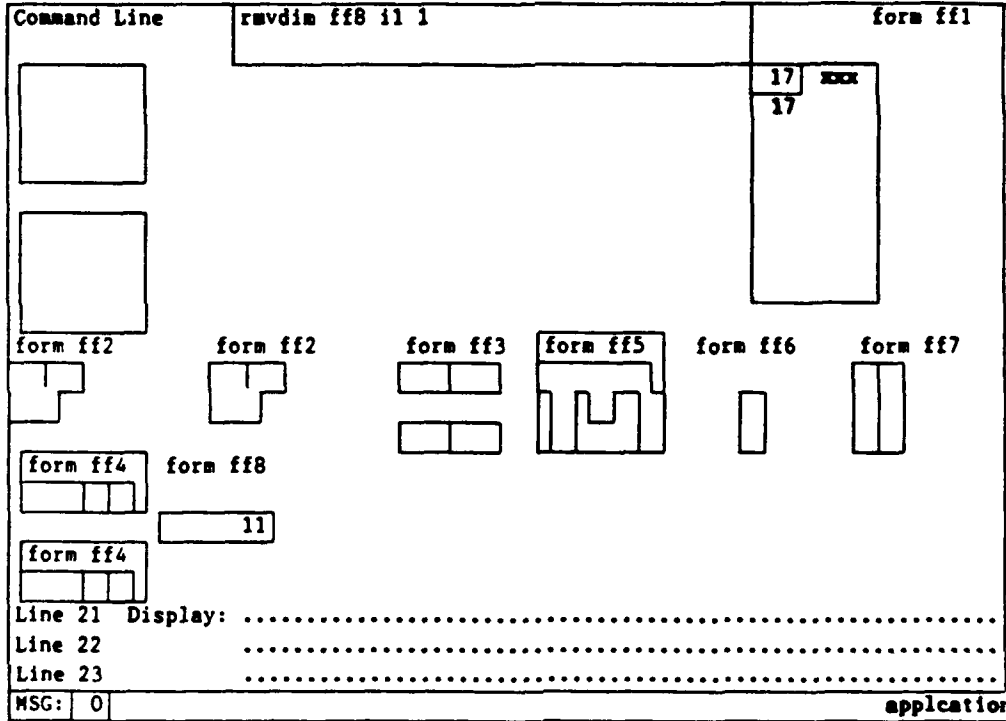 Command Line rmvdim ff8 i1 1 form ff1
17 xxx
17
form ff2 form ff2 form ff3 form ff5 form ff6 form ff7
form ff4 form ff8
11
form ff4
Line 21 Display: ............................................................
Line 22 ............................................................
Line 23 ............................................................
MSG: 0 applcation